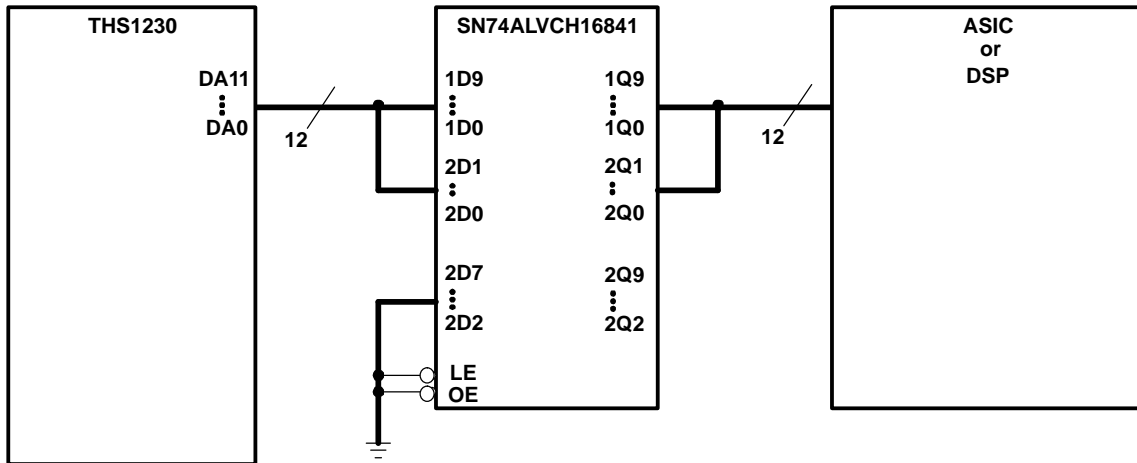 THS1230
SN74ALVCH16841
ASIC
or
DSP
DA11
DA0
12
1D9
1D0
2D1
2D0
2D7
2D2
LE
OE
1Q9
1Q0
2Q1
2Q0
2Q9
2Q2
12